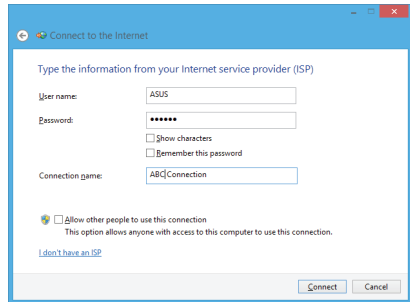 Connect to the Internet
Type the information from your Internet service provider (ISP)
User name: ASUS
Password: ••••••
Show characters
Remember this password
Connection name: ABC Connection
Allow other people to use this connection
This option allows anyone with access to this computer to use this connection.
I don't have an ISP
Connect Cancel